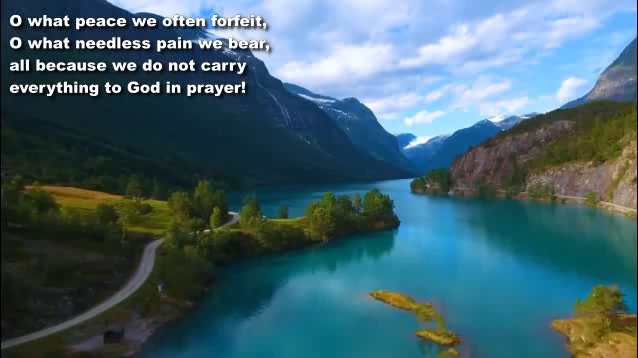 O what peace we often forfeit,
O what needless pain we bear,
all because we do not carry
everything to God in prayer!